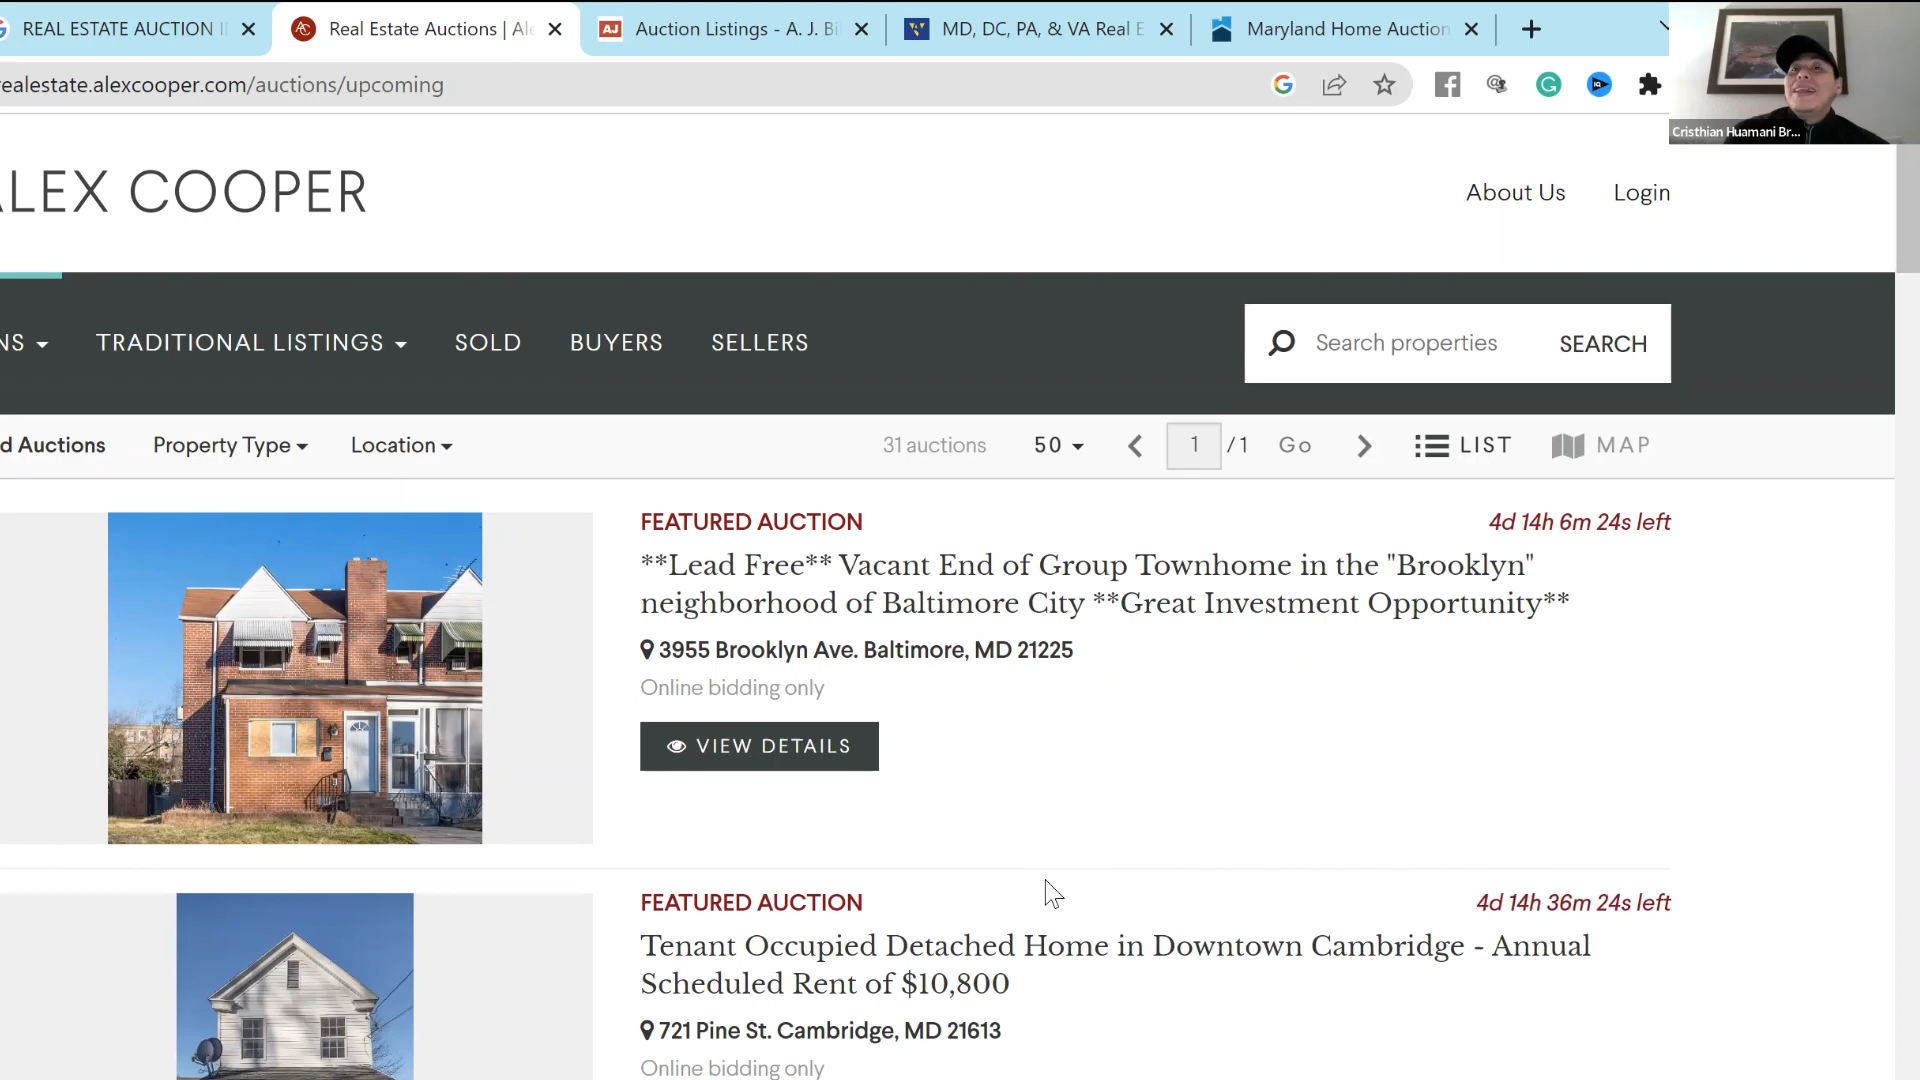 REAL ESTATE AUCTION I
Real Estate Auctions | Ale
AJ
Auction Listings - A. J. Bi
MD, DC, PA, & VA Real E
Maryland Home Auction
realestate.alexcooper.com/auctions/upcoming
Cristhian Huamani Br...
ALEX COOPER
About Us
Login
NS
TRADITIONAL LISTINGS
SOLD
BUYERS
SELLERS
Search properties
SEARCH
d Auctions
Property Type
Location
31 auctions
50
1
/ 1
Go
LIST
MAP
FEATURED AUCTION
4d 14h 6m 24s left
**Lead Free** Vacant End of Group Townhome in the "Brooklyn"
neighborhood of Baltimore City **Great Investment Opportunity**
3955 Brooklyn Ave. Baltimore, MD 21225
Online bidding only
VIEW DETAILS
FEATURED AUCTION
4d 14h 36m 24s left
Tenant Occupied Detached Home in Downtown Cambridge - Annual
Scheduled Rent of $10,800
721 Pine St. Cambridge, MD 21613
Online bidding only